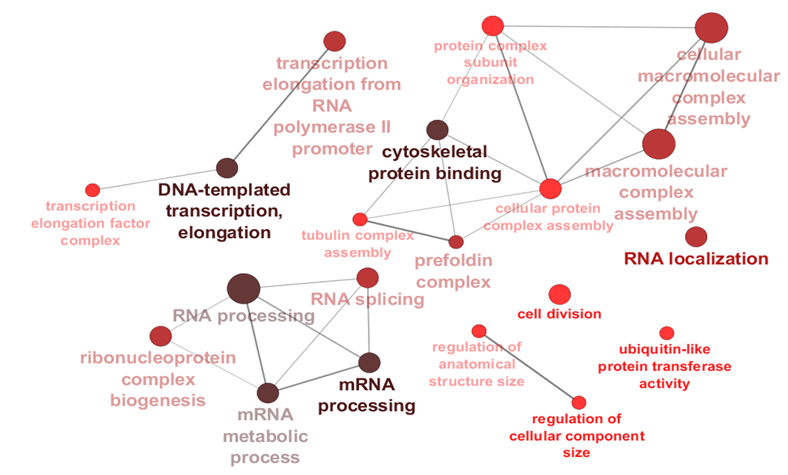 transcription
elongation from
RNA
polymerase II
promoter
protein complex
subunit
organization
cellular
macromolecular
complex
assembly
cytoskeletal
protein binding
macromolecular
complex
assembly
DNA-templated
transcription,
elongation
transcription
elongation factor
complex
cellular protein
complex assembly
tubulin complex
assembly
prefoldin
complex
RNA localization
RNA processing
RNA splicing
cell division
ribonucleoprotein
complex
biogenesis
mRNA
processing
mRNA
metabolic
process
regulation of
anatomical
structure size
ubiquitin-like
protein transferase
activity
regulation of
cellular component
size